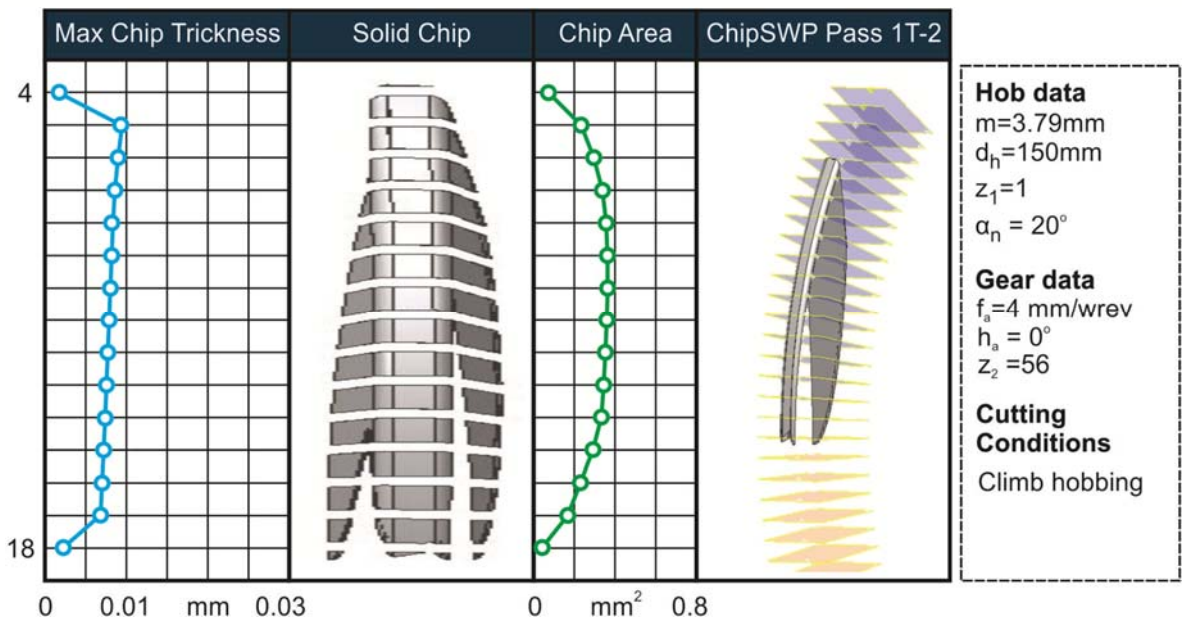 Max Chip Trickness
Solid Chip
Chip Area
ChipSWP Pass 1T-2
4
18
0 0.01 mm 0.03
0 mm² 0.8
Hob data
m=3.79mm
dₕ=150mm
z₁=1
αₙ = 20°
Gear data
fₐ=4 mm/wrev
hₐ = 0°
z₂ =56
Cutting
Conditions
Climb hobbing